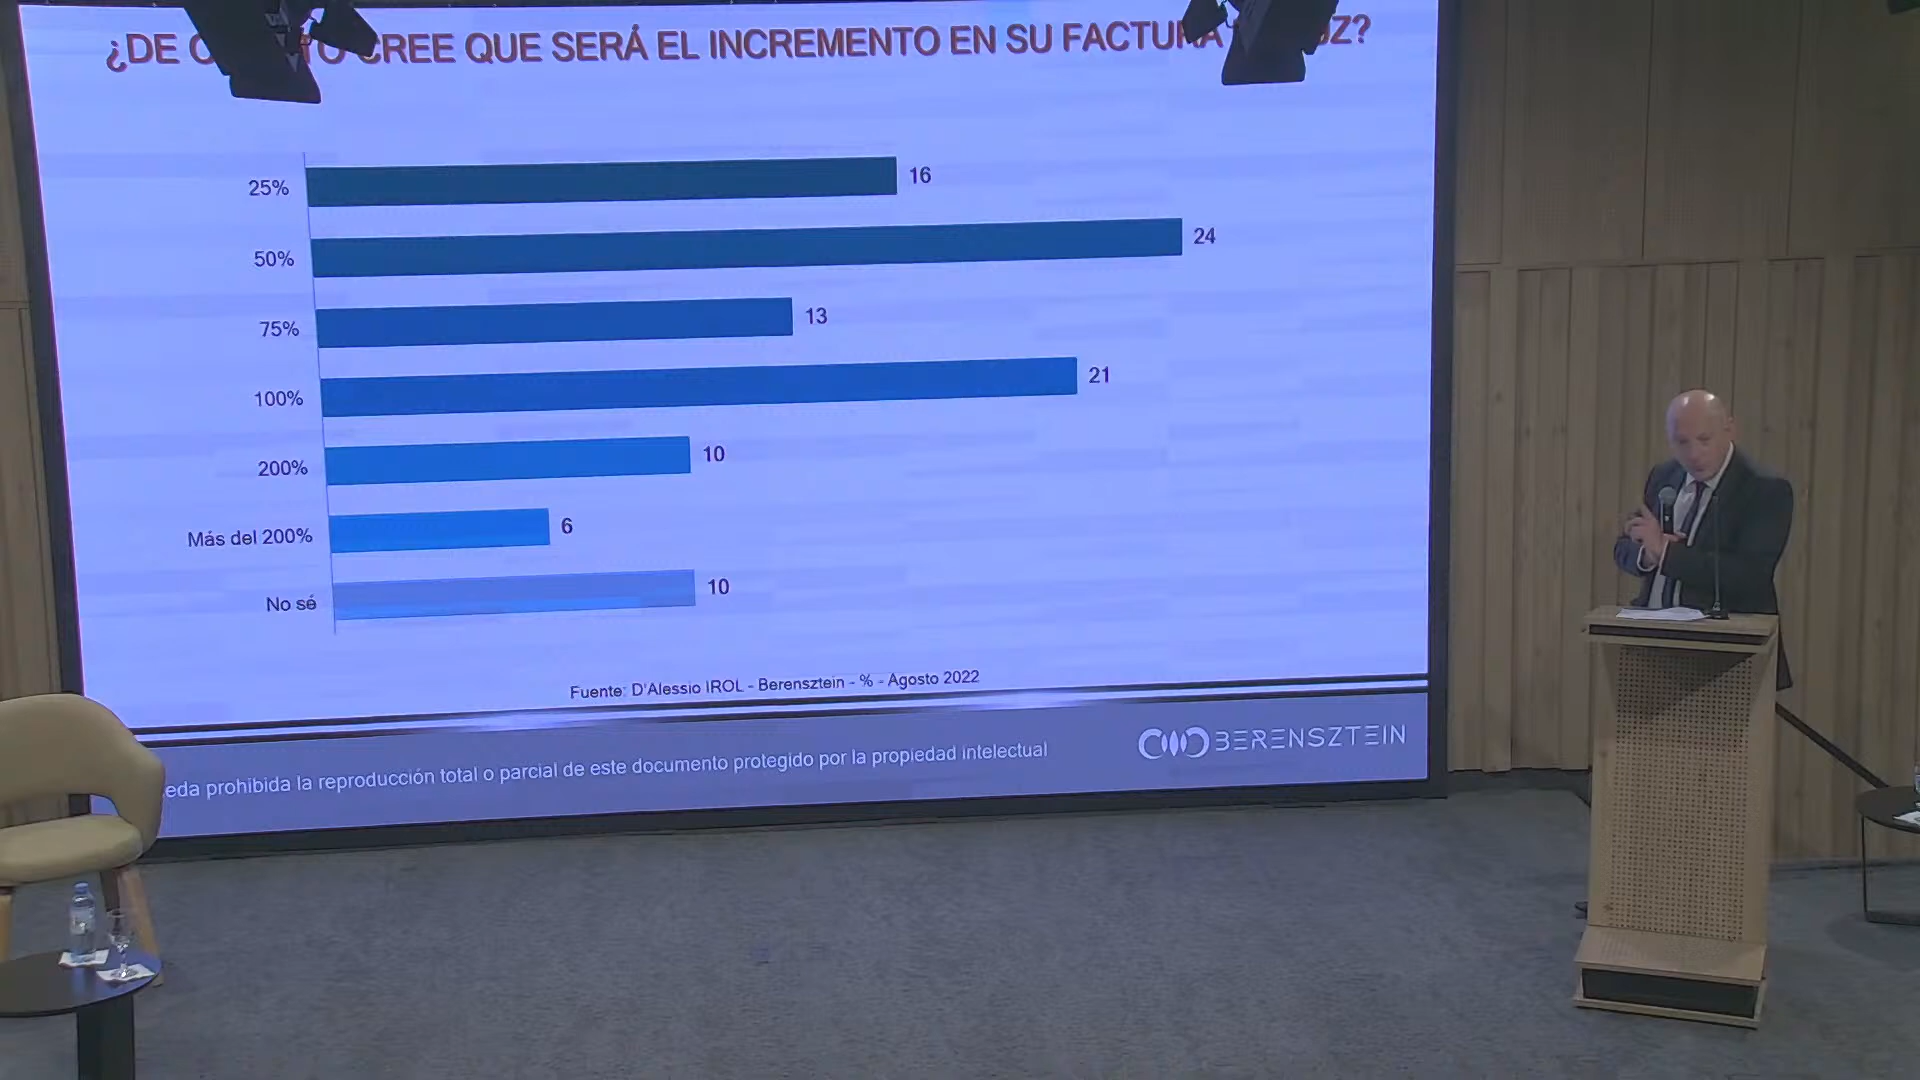 ¿DE CREE QUE SERÁ EL INCREMENTO EN SU FACTURA
25% 16
50% 24
75% 13
100% 21
200% 10
Más del 200% 6
No sé 10
Fuente: D'Alessio IROL - Berensztein - % - Agosto 2022
prohibida la reproducción total o parcial de este documento protegido por la propiedad intelectual
BERENSZTEIN